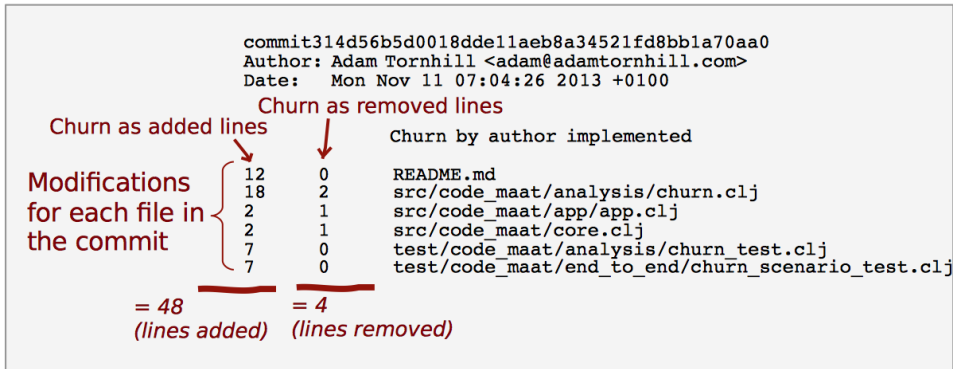 commit314d56b5d0018dde11aeb8a34521fd8bb1a70aa0
Author: Adam Tornhill <adam@adamtornhill.com>
Date: Mon Nov 11 07:04:26 2013 +0100
Churn as removed lines
Churn as added lines
Churn by author implemented
Modifications
for each file in
the commit
12 0 README.md
18 2 src/code_maat/analysis/churn.clj
2 1 src/code_maat/app/app.clj
2 1 src/code_maat/core.clj
7 0 test/code_maat/analysis/churn_test.clj
7 0 test/code_maat/end_to_end/churn_scenario_test.clj
= 48
(lines added)
= 4
(lines removed)